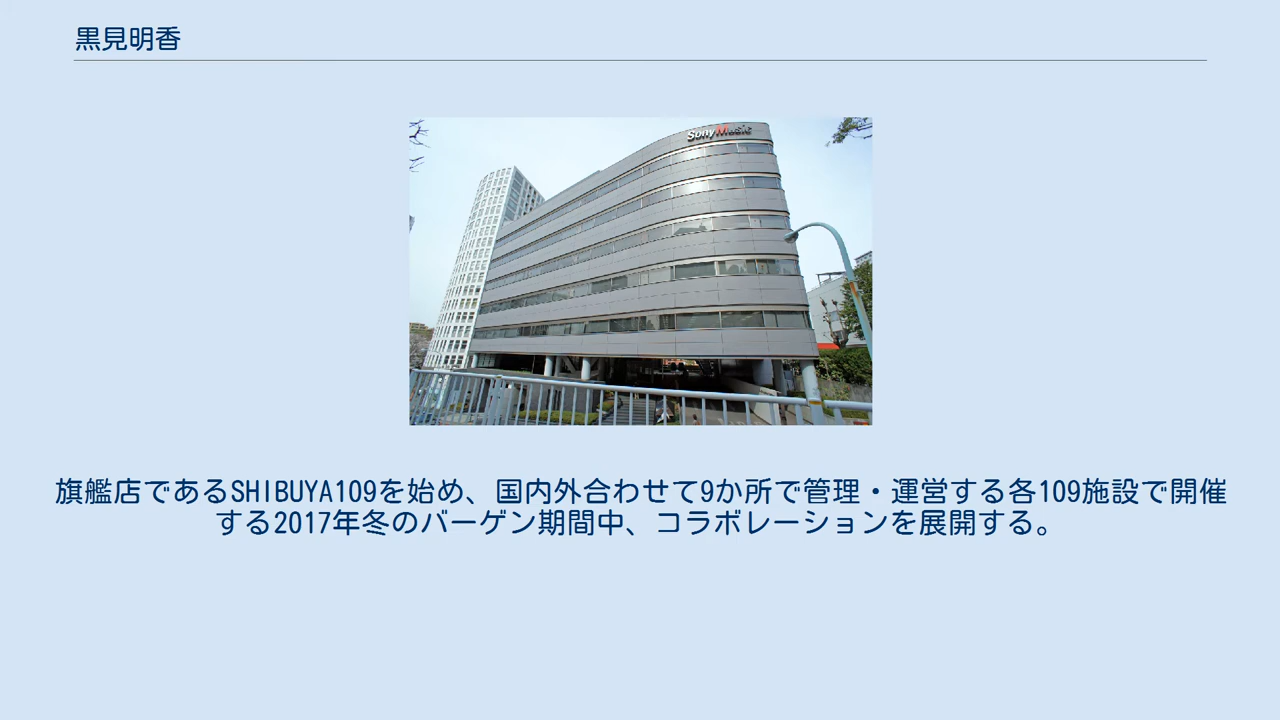 黒見明香
Sony Music
旗艦店であるSHIBUYA109を始め、国内外合わせて9か所で管理・運営する各109施設で開催
する2017年冬のバーゲン期間中、コラボレーションを展開する。